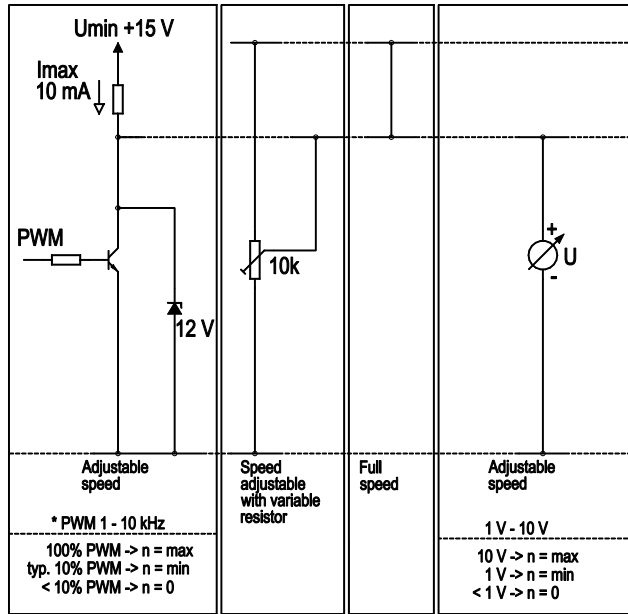 Umin +15 V
Imax
10 mA
PWM
12 V
Adjustable
speed
* PWM 1 - 10 kHz
100% PWM -> n = max
typ. 10% PWM -> n = min
< 10% PWM -> n = 0
10k
Speed
adjustable
with variable
resistor
Full
speed
+
U
-
Adjustable
speed
1 V - 10 V
10 V -> n = max
1 V -> n = min
< 1 V -> n = 0